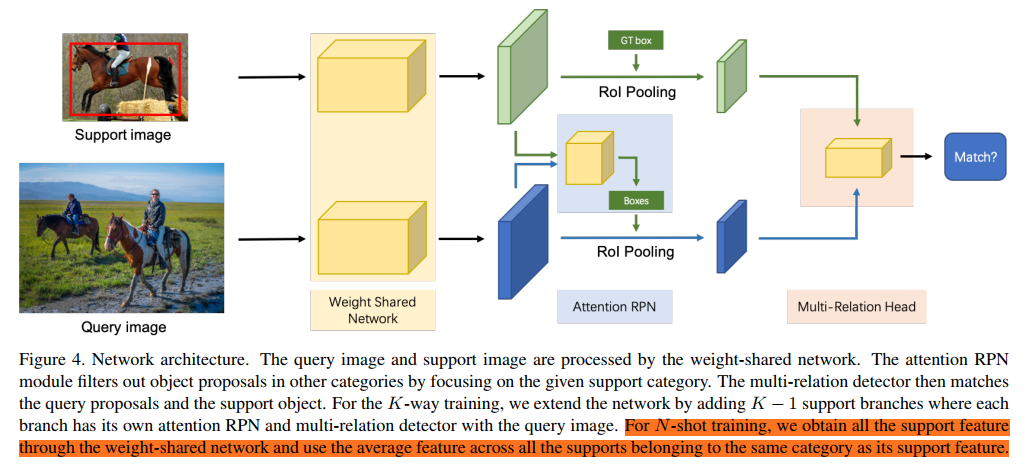 GT box
RoI Pooling
Support image
Match?
Boxes
RoI Pooling
Weight Shared
Network
Attention RPN
Multi-Relation Head
Query image
Figure 4. Network architecture. The query image and support image are processed by the weight-shared network. The attention RPN
module filters out object proposals in other categories by focusing on the given support category. The multi-relation detector then matches
the query proposals and the support object. For the K-way training, we extend the network by adding K − 1 support branches where each
branch has its own attention RPN and multi-relation detector with the query image. For N-shot training, we obtain all the support feature
through the weight-shared network and use the average feature across all the supports belonging to the same category as its support feature.